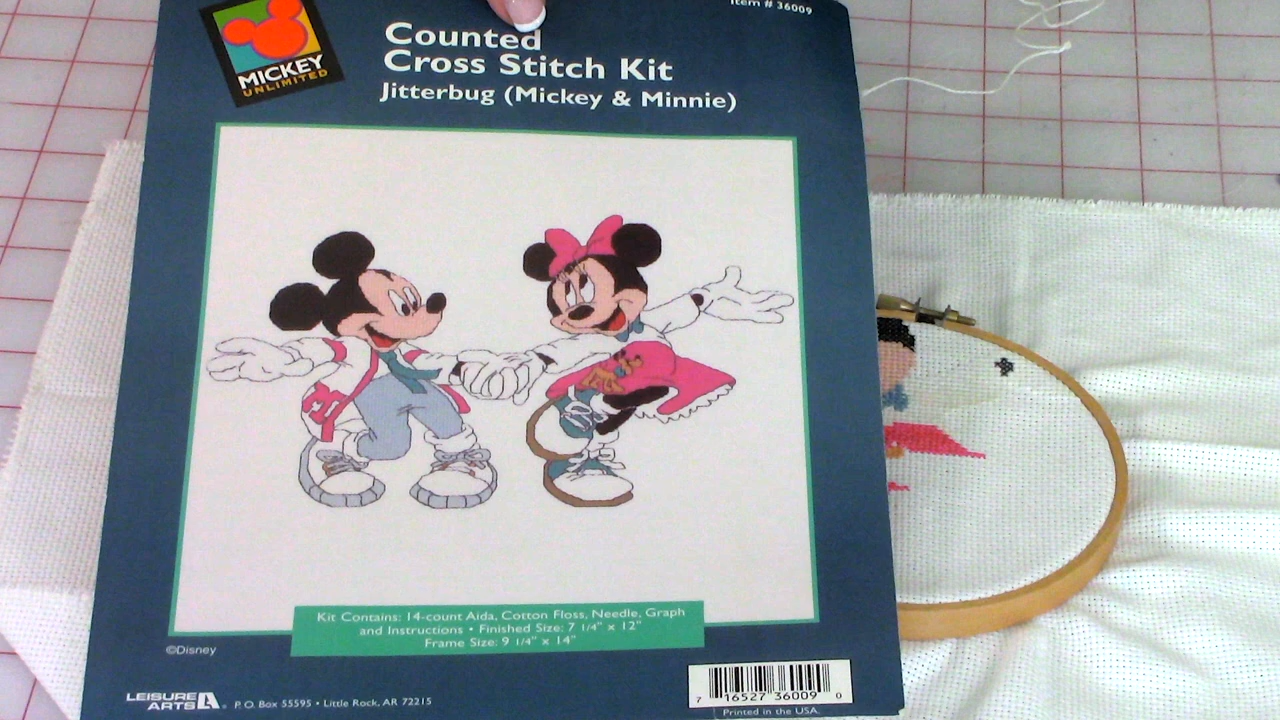 Item # 36009
MICKEY
UNLIMITED
Counted
Cross Stitch Kit
Jitterbug (Mickey & Minnie)
Kit Contains: 14-count Aida, Cotton Floss, Needle, Graph
and Instructions • Finished Size: 7 1/4" x 12"
Frame Size: 9 1/4" x 14"
©Disney
LEISURE
ARTS
P.O. Box 55595 • Little Rock, AR 72215
7 16527 36009 0
Printed in the USA.